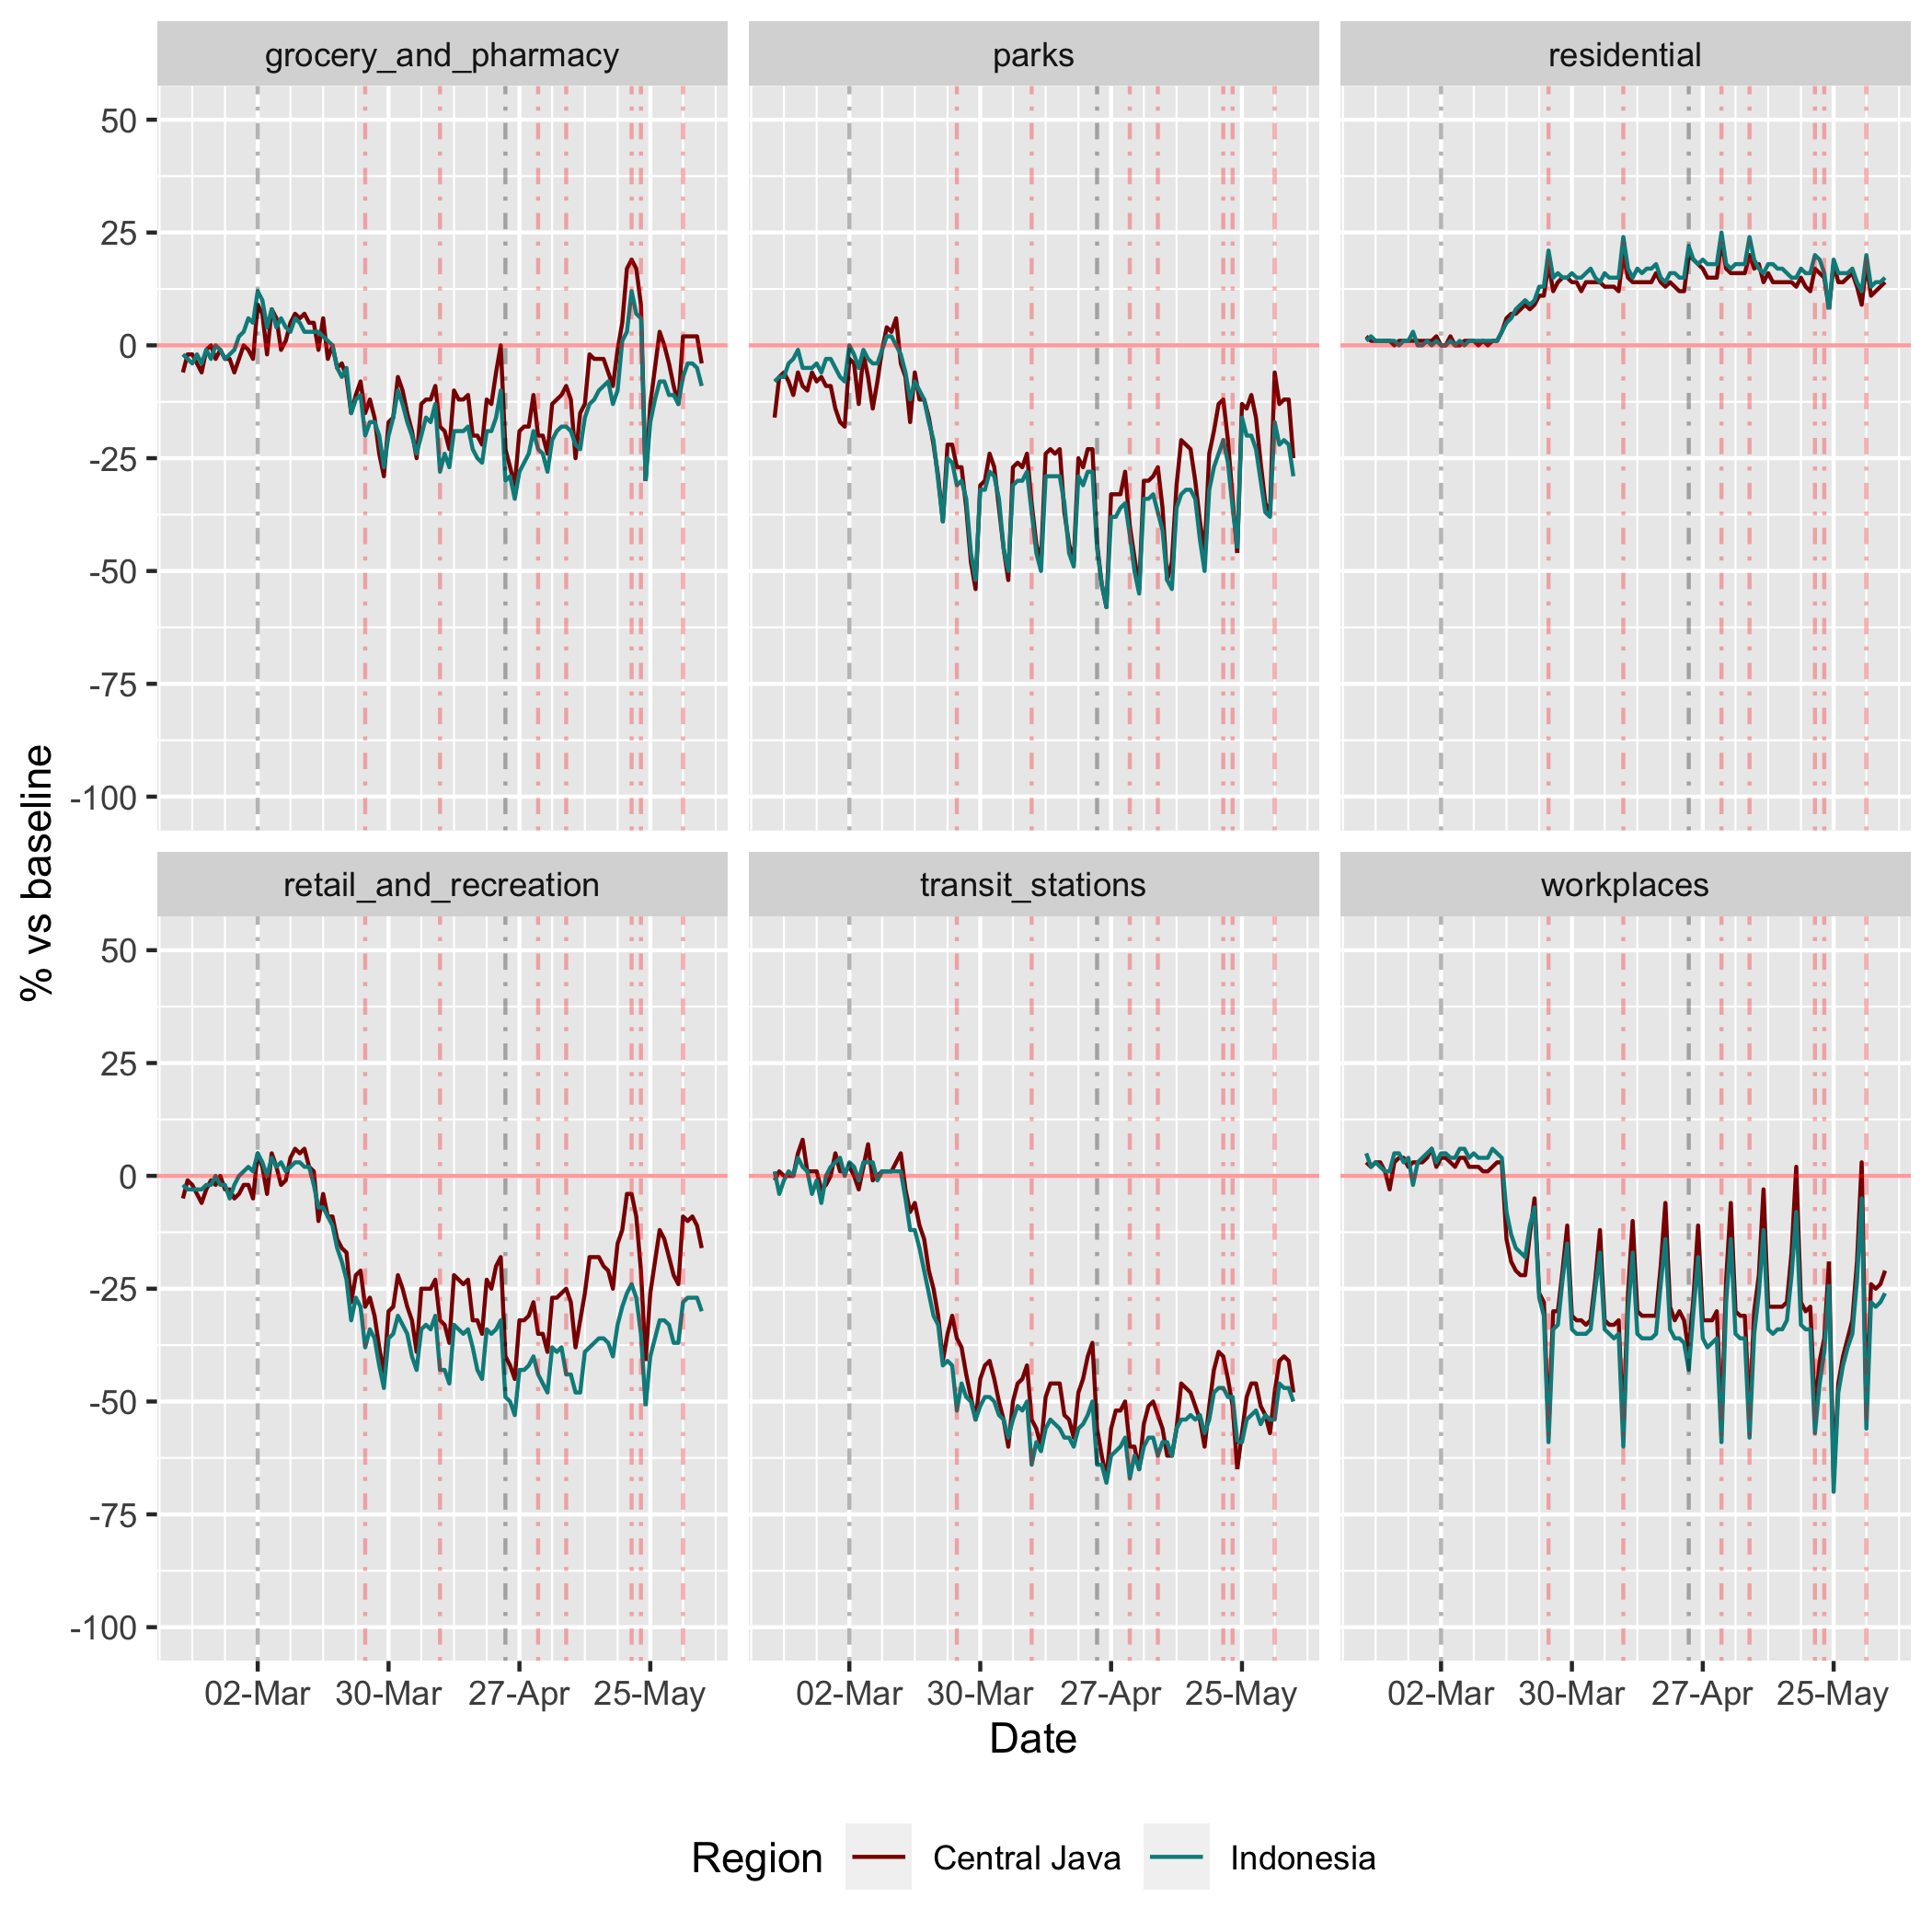 grocery_and_pharmacy parks residential
50
25
0
-25
-50
-75
-100
% vs baseline
retail_and_recreation transit_stations workplaces
50
25
0
-25
-50
-75
-100
02-Mar 30-Mar 27-Apr 25-May 02-Mar 30-Mar 27-Apr 25-May 02-Mar 30-Mar 27-Apr 25-May
Date
Region Central Java Indonesia